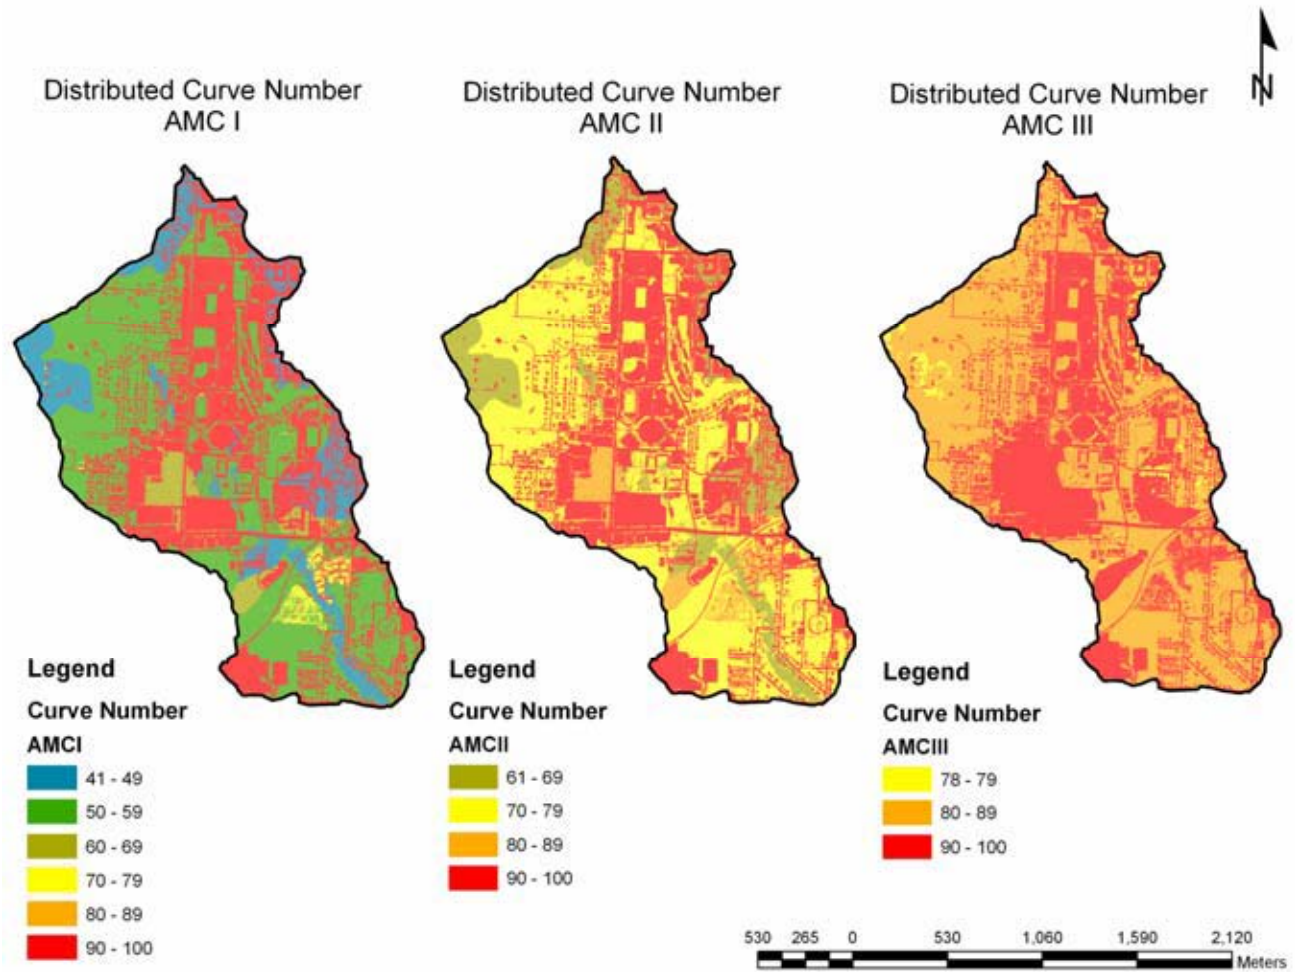 N
Distributed Curve Number
AMC I
Distributed Curve Number
AMC II
Distributed Curve Number
AMC III
Legend
Curve Number
AMCI
41 - 49
50 - 59
60 - 69
70 - 79
80 - 89
90 - 100
Legend
Curve Number
AMCII
61 - 69
70 - 79
80 - 89
90 - 100
Legend
Curve Number
AMCIII
78 - 79
80 - 89
90 - 100
530 265 0 530 1,060 1,590 2,120
Meters